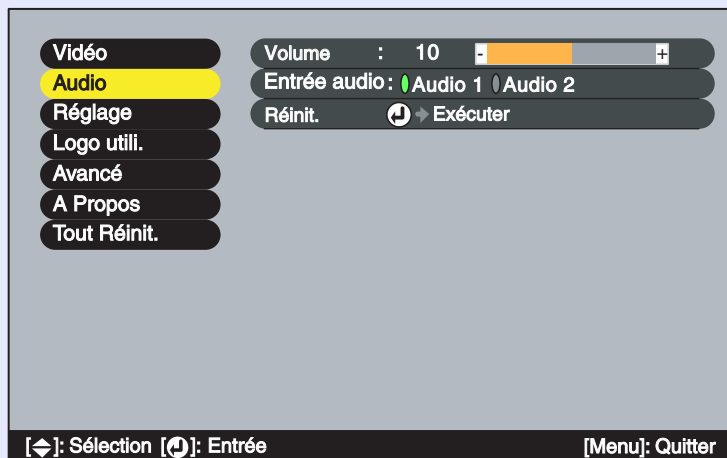 Vidéo
Audio
Réglage
Logo utili.
Avancé
A Propos
Tout Réinit.
Volume : 10 - +
Entrée audio : Audio 1 Audio 2
Réinit. Exécuter
[]: Sélection []: Entrée
[Menu]: Quitter